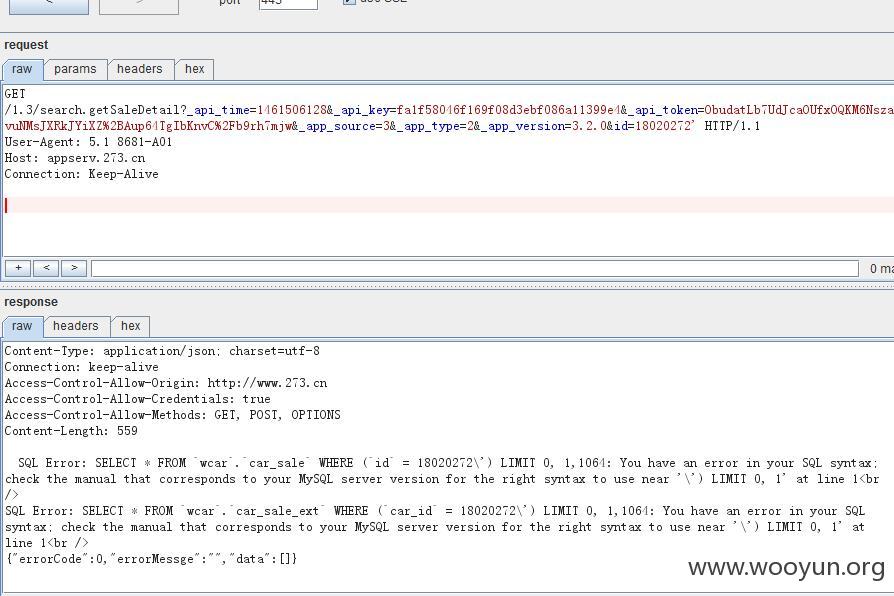 < > port 443 use SSL
request
raw params headers hex
GET
/1.3/search.getSaleDetail?_api_time=1461506128&_api_key=fa1f58046f169f08d3ebf086a11399e4&_api_token=ObudatLb7UdJcaOUfxOQKM6Nsza
vuNMsJXRkJYiXZ%2BAup64TgIbKnvC%2Fb9rh7mjw&_app_source=3&_app_type=2&_app_version=3.2.0&id=18020272' HTTP/1.1
User-Agent: 5.1 8681-A01
Host: appserv.273.cn
Connection: Keep-Alive
+ < > 0 ma
response
raw headers hex
Content-Type: application/json; charset=utf-8
Connection: keep-alive
Access-Control-Allow-Origin: http://www.273.cn
Access-Control-Allow-Credentials: true
Access-Control-Allow-Methods: GET, POST, OPTIONS
Content-Length: 559
SQL Error: SELECT * FROM `wcar`.`car_sale` WHERE (`id` = 18020272\') LIMIT 0, 1,1064: You have an error in your SQL syntax;
check the manual that corresponds to your MySQL server version for the right syntax to use near '\') LIMIT 0, 1' at line 1<br
/>
SQL Error: SELECT * FROM `wcar`.`car_sale_ext` WHERE (`car_id` = 18020272\') LIMIT 0, 1,1064: You have an error in your SQL
syntax; check the manual that corresponds to your MySQL server version for the right syntax to use near '\') LIMIT 0, 1' at
line 1<br />
{"errorCode":0,"errorMessge":"","data":[]}
www.wooyun.org